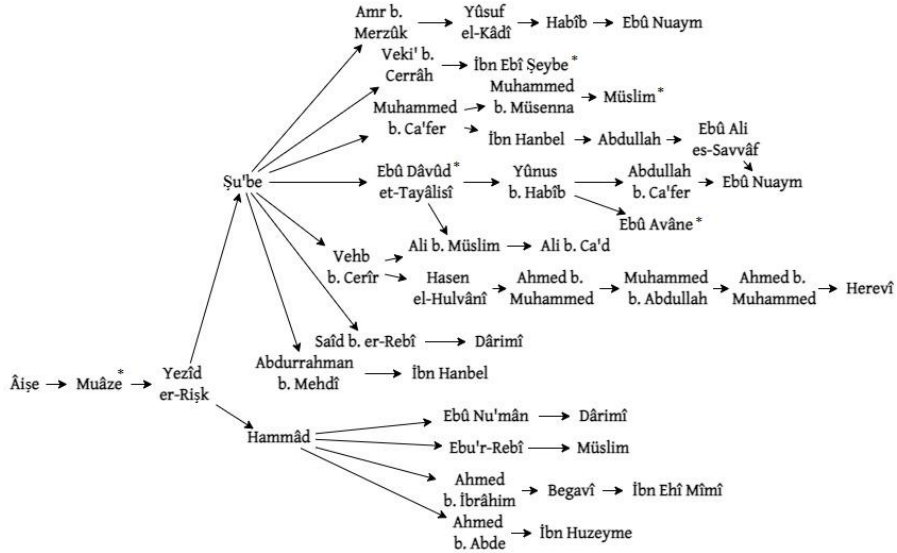 Amr b.
Merzûk
Yûsuf
el-Kâdî
Habîb
Ebû Nuaym
Veki' b.
Cerrâh
İbn Ebî Şeybe *
Muhammed
b. Ca'fer
Muhammed
b. Müsenna
Müslim *
İbn Hanbel
Abdullah
Ebû Ali
es-Savvâf
Şu'be
Ebû Dâvûd *
et-Tayâlisî
Yûnus
b. Habîb
Abdullah
b. Ca'fer
Ebû Nuaym
Ebû Avâne *
Vehb
b. Cerîr
Ali b. Müslim
Ali b. Ca'd
Hasen
el-Hulvânî
Ahmed b.
Muhammed
Muhammed
b. Abdullah
Ahmed b.
Muhammed
Herevî
Saîd b. er-Rebî
Dârimî
Abdurrahman
b. Mehdî
İbn Hanbel
Âişe
Muâze *
Yezîd
er-Rişk
Hammâd
Ebû Nu'mân
Dârimî
Ebu'r-Rebî
Müslim
Ahmed
b. İbrâhim
Begavî
İbn Ehî Mîmî
Ahmed
b. Abde
İbn Huzeyme